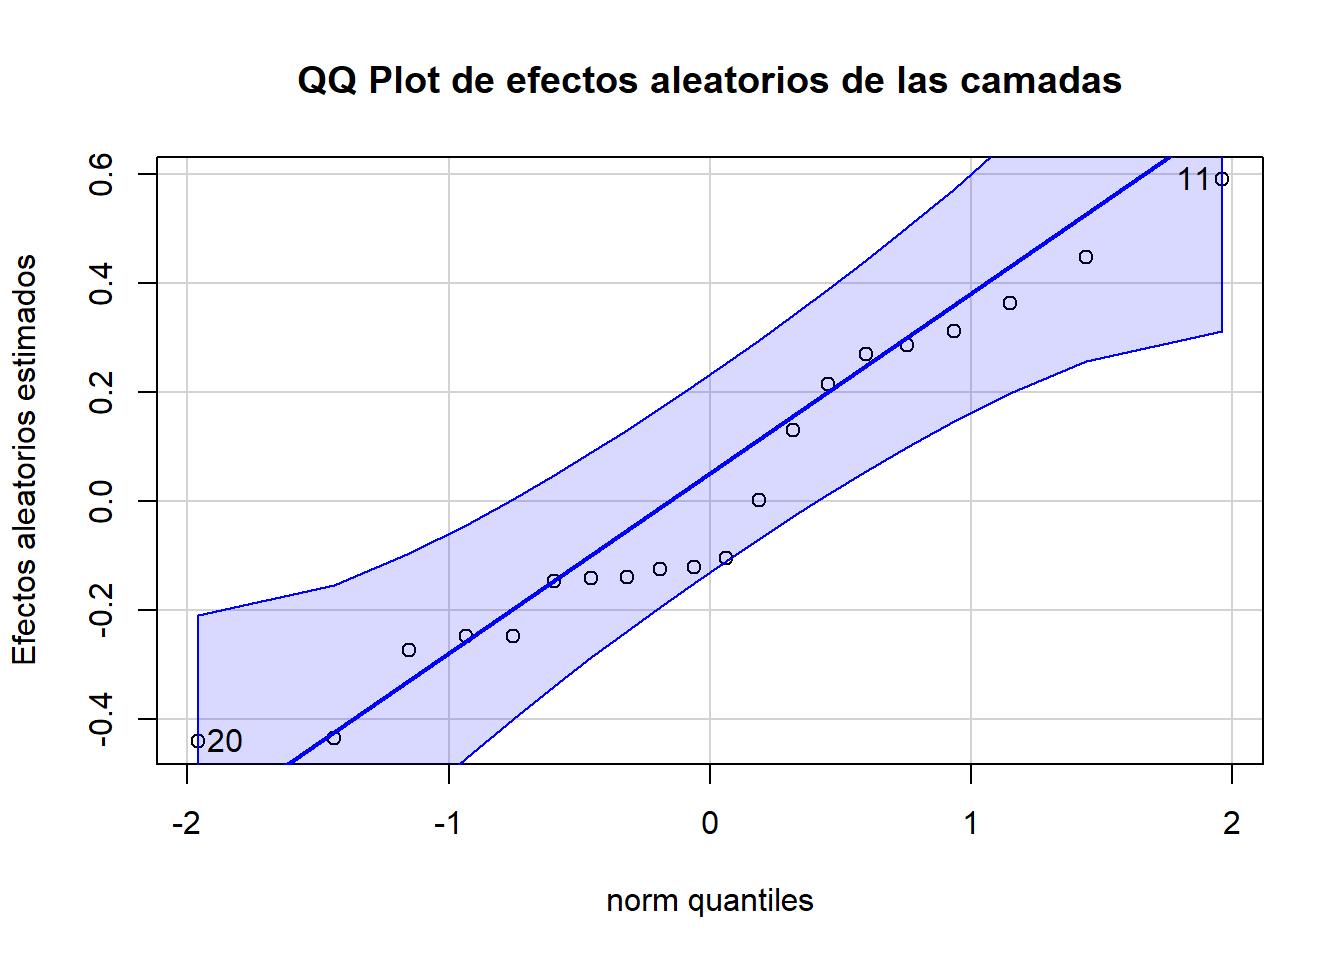 QQ Plot de efectos aleatorios de las camadas
Efectos aleatorios estimados
0.6
0.4
0.2
0.0
-0.2
-0.4
11
20
-2 -1 0 1 2
norm quantiles